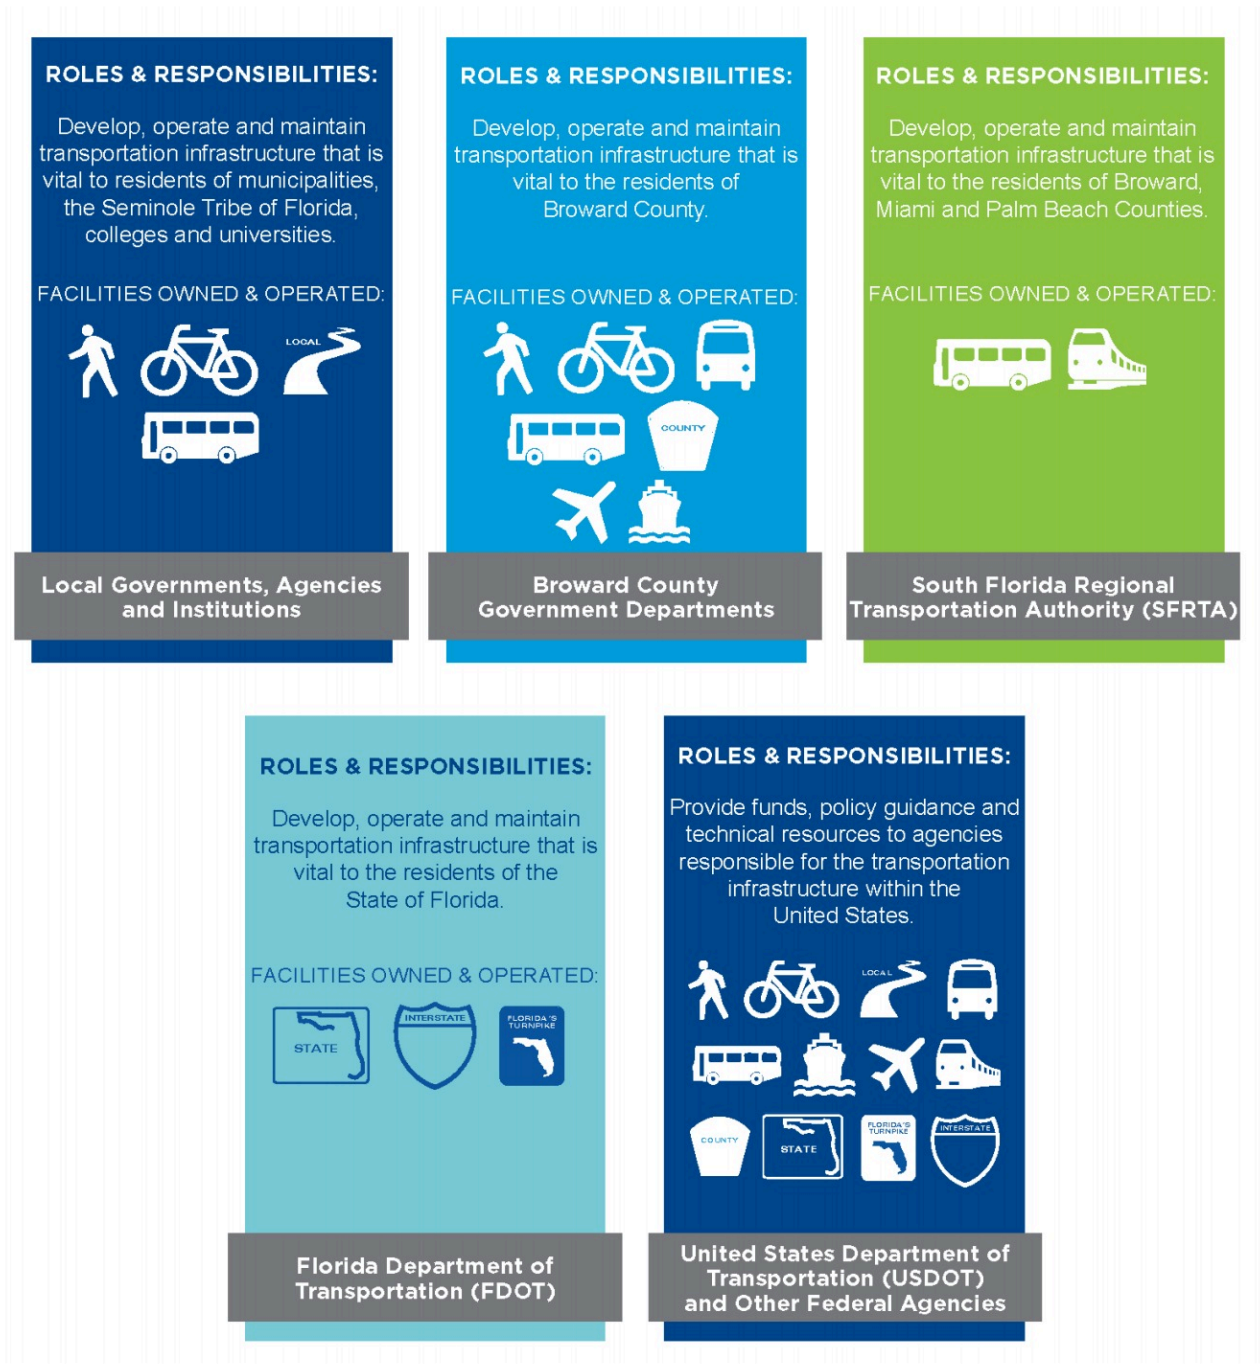 ROLES & RESPONSIBILITIES:
Develop, operate and maintain
transportation infrastructure that is
vital to residents of municipalities,
the Seminole Tribe of Florida,
colleges and universities.
FACILITIES OWNED & OPERATED:
LOCAL
Local Governments, Agencies
and Institutions
ROLES & RESPONSIBILITIES:
Develop, operate and maintain
transportation infrastructure that is
vital to the residents of
Broward County.
FACILITIES OWNED & OPERATED:
COUNTY
Broward County
Government Departments
ROLES & RESPONSIBILITIES:
Develop, operate and maintain
transportation infrastructure that is
vital to the residents of Broward,
Miami and Palm Beach Counties.
FACILITIES OWNED & OPERATED:
South Florida Regional
Transportation Authority (SFRTA)
ROLES & RESPONSIBILITIES:
Develop, operate and maintain
transportation infrastructure that is
vital to the residents of the
State of Florida.
FACILITIES OWNED & OPERATED:
STATE
INTERSTATE
FLORIDA'S
TURNPIKE
Florida Department of
Transportation (FDOT)
ROLES & RESPONSIBILITIES:
Provide funds, policy guidance and
technical resources to agencies
responsible for the transportation
infrastructure within the
United States.
LOCAL
COUNTY
STATE
FLORIDA'S
TURNPIKE
INTERSTATE
United States Department of
Transportation (USDOT)
and Other Federal Agencies